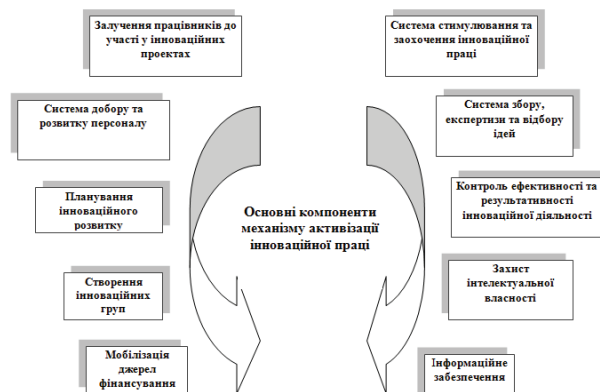 Залучення працівників до
участі у інноваційних
проектах
Система стимулювання та
заохочення інноваційної
праці
Система добору та
розвитку персоналу
Система збору,
експертизи та відбору
ідей
Планування
інноваційного
розвитку
Основні компоненти
механізму активізації
інноваційної праці
Контроль ефективності та
результативності
інноваційної діяльності
Створення
інноваційних
груп
Захист
інтелектуальної
власності
Мобілізація
джерел
фінансування
Інформаційне
забезпечення